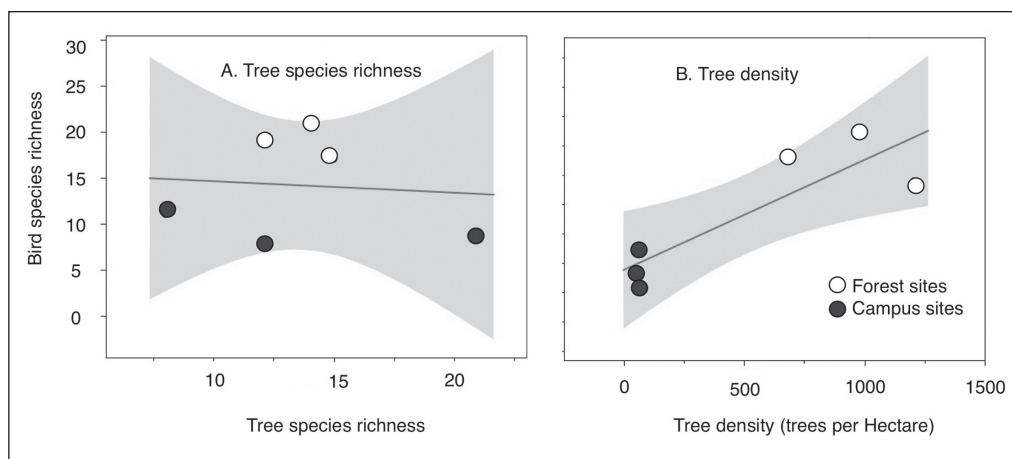 A. Tree species richness
Bird species richness
30
25
20
15
10
5
0
10 15 20
Tree species richness
B. Tree density
Forest sites
Campus sites
0 500 1000 1500
Tree density (trees per Hectare)